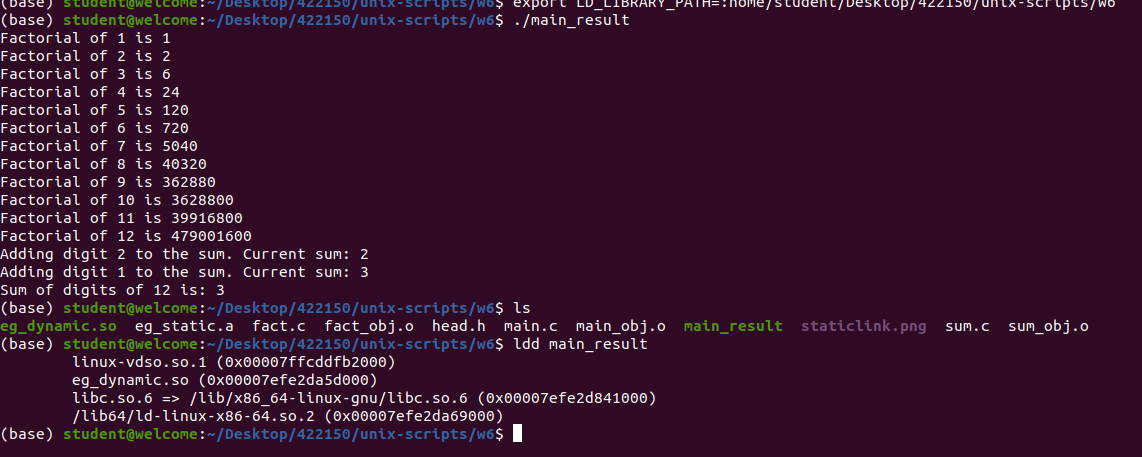 (base) student@welcome:~/Desktop/422150/unix-scripts/w6$ export LD_LIBRARY_PATH=:home/student/Desktop/422150/unix-scripts/w6
(base) student@welcome:~/Desktop/422150/unix-scripts/w6$ ./main_result
Factorial of 1 is 1
Factorial of 2 is 2
Factorial of 3 is 6
Factorial of 4 is 24
Factorial of 5 is 120
Factorial of 6 is 720
Factorial of 7 is 5040
Factorial of 8 is 40320
Factorial of 9 is 362880
Factorial of 10 is 3628800
Factorial of 11 is 39916800
Factorial of 12 is 479001600
Adding digit 2 to the sum. Current sum: 2
Adding digit 1 to the sum. Current sum: 3
Sum of digits of 12 is: 3
(base) student@welcome:~/Desktop/422150/unix-scripts/w6$ ls
eg_dynamic.so eg_static.a fact.c fact_obj.o head.h main.c main_obj.o main_result staticlink.png sum.c sum_obj.o
(base) student@welcome:~/Desktop/422150/unix-scripts/w6$ ldd main_result
linux-vdso.so.1 (0x00007ffcddfb2000)
eg_dynamic.so (0x00007efe2da5d000)
libc.so.6 => /lib/x86_64-linux-gnu/libc.so.6 (0x00007efe2d841000)
/lib64/ld-linux-x86-64.so.2 (0x00007efe2da69000)
(base) student@welcome:~/Desktop/422150/unix-scripts/w6$